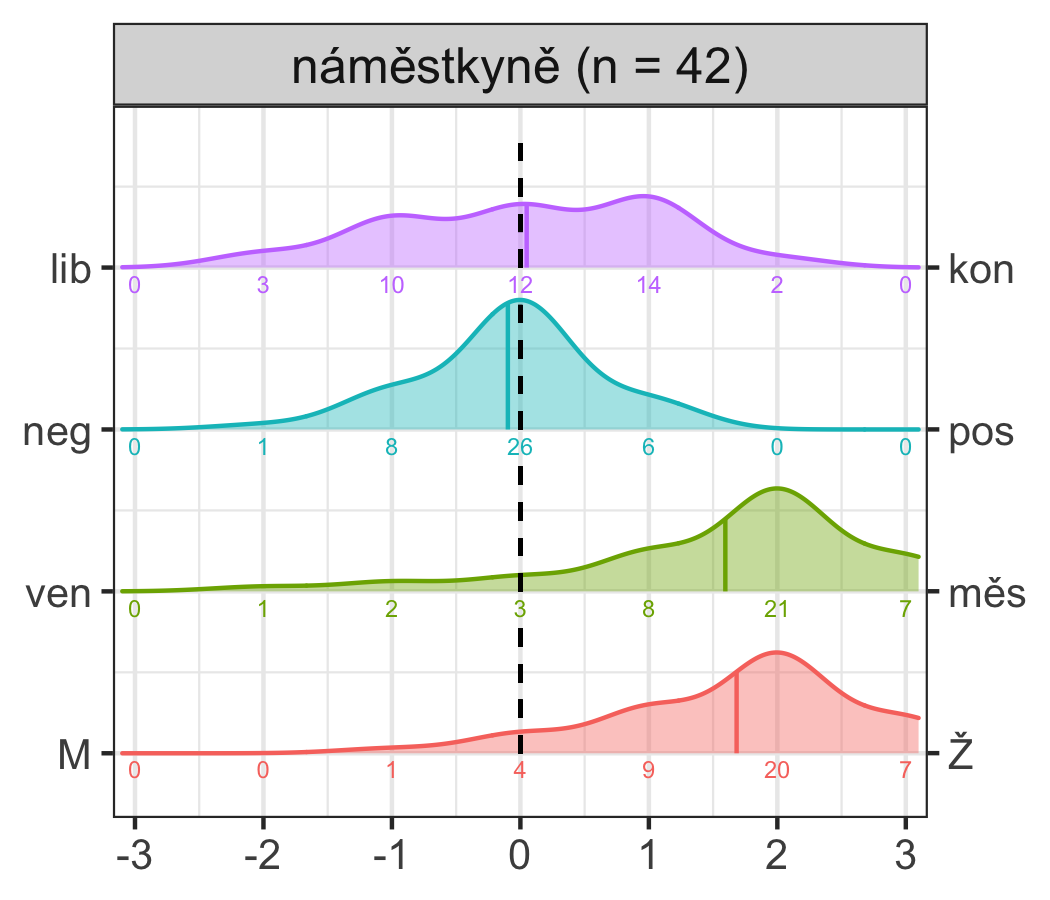 náměstkyně (n = 42)
lib kon
0 3 10 12 14 2 0
neg pos
0 1 8 26 6 0 0
ven měs
0 1 2 3 8 21 7
M Ž
0 0 1 4 9 20 7
-3 -2 -1 0 1 2 3